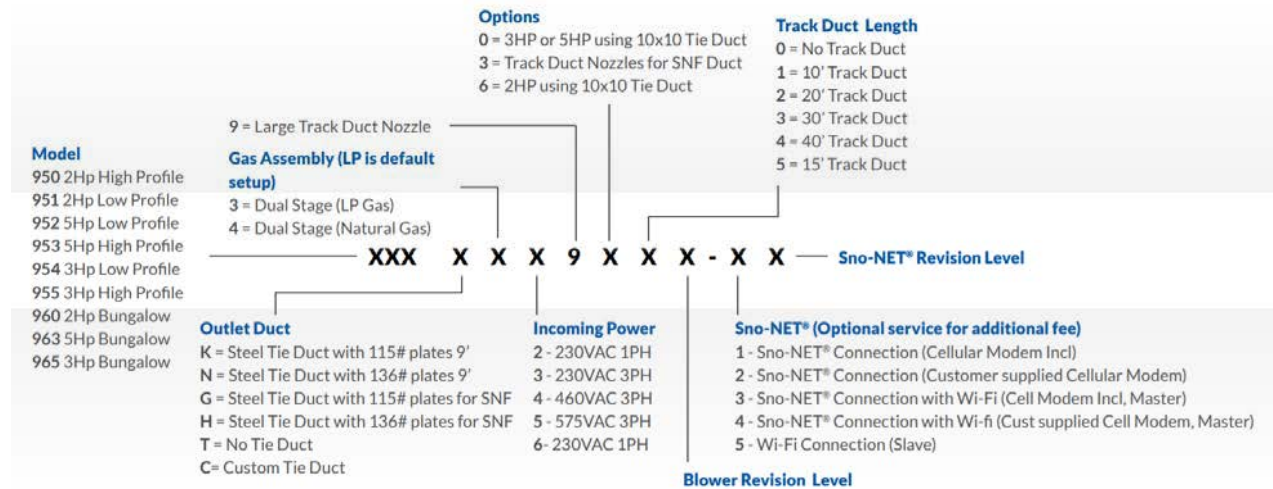 Options
0 = 3HP or 5HP using 10x10 Tie Duct
3 = Track Duct Nozzles for SNF Duct
6 = 2HP using 10x10 Tie Duct
Track Duct Length
0 = No Track Duct
1 = 10' Track Duct
2 = 20' Track Duct
3 = 30' Track Duct
4 = 40' Track Duct
5 = 15' Track Duct
9 = Large Track Duct Nozzle
Gas Assembly (LP is default
setup)
3 = Dual Stage (LP Gas)
4 = Dual Stage (Natural Gas)
Model
950 2Hp High Profile
951 2Hp Low Profile
952 5Hp Low Profile
953 5Hp High Profile
954 3Hp Low Profile
955 3Hp High Profile
960 2Hp Bungalow
963 5Hp Bungalow
965 3Hp Bungalow
XXX X X X 9 X X X - X X
Sno-NET® Revision Level
Outlet Duct
K = Steel Tie Duct with 115# plates 9'
N = Steel Tie Duct with 136# plates 9'
G = Steel Tie Duct with 115# plates for SNF
H = Steel Tie Duct with 136# plates for SNF
T = No Tie Duct
C= Custom Tie Duct
Incoming Power
2 - 230VAC 1PH
3 - 230VAC 3PH
4 - 460VAC 3PH
5 - 575VAC 3PH
6- 230VAC 1PH
Sno-NET® (Optional service for additional fee)
1 - Sno-NET® Connection (Cellular Modem Incl)
2 - Sno-NET® Connection (Customer supplied Cellular Modem)
3 - Sno-NET® Connection with Wi-Fi (Cell Modem Incl, Master)
4 - Sno-NET® Connection with Wi-fi (Cust supplied Cell Modem, Master)
5 - Wi-Fi Connection (Slave)
Blower Revision Level